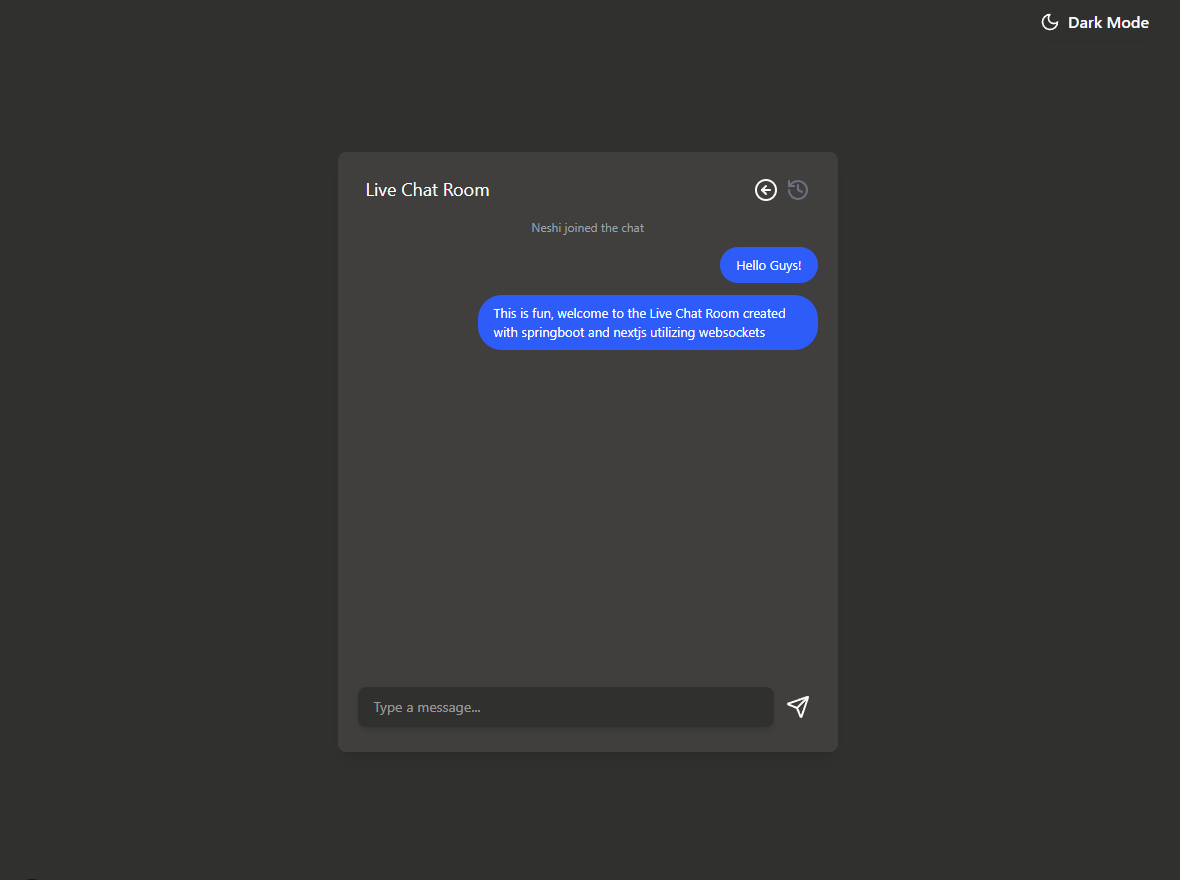 Dark Mode
Live Chat Room
Neshi joined the chat
Hello Guys!
This is fun, welcome to the Live Chat Room created
with springboot and nextjs utilizing websockets
Type a message...